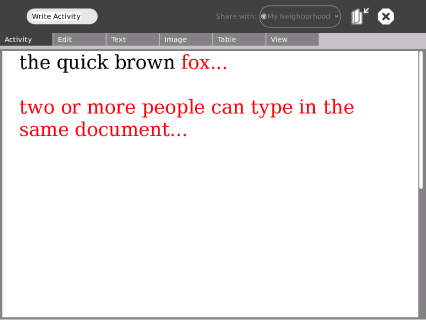 Write Activity
Share with: My Neighborhood
Activity Edit Text Image Table View
the quick brown fox...
two or more people can type in the
same document...